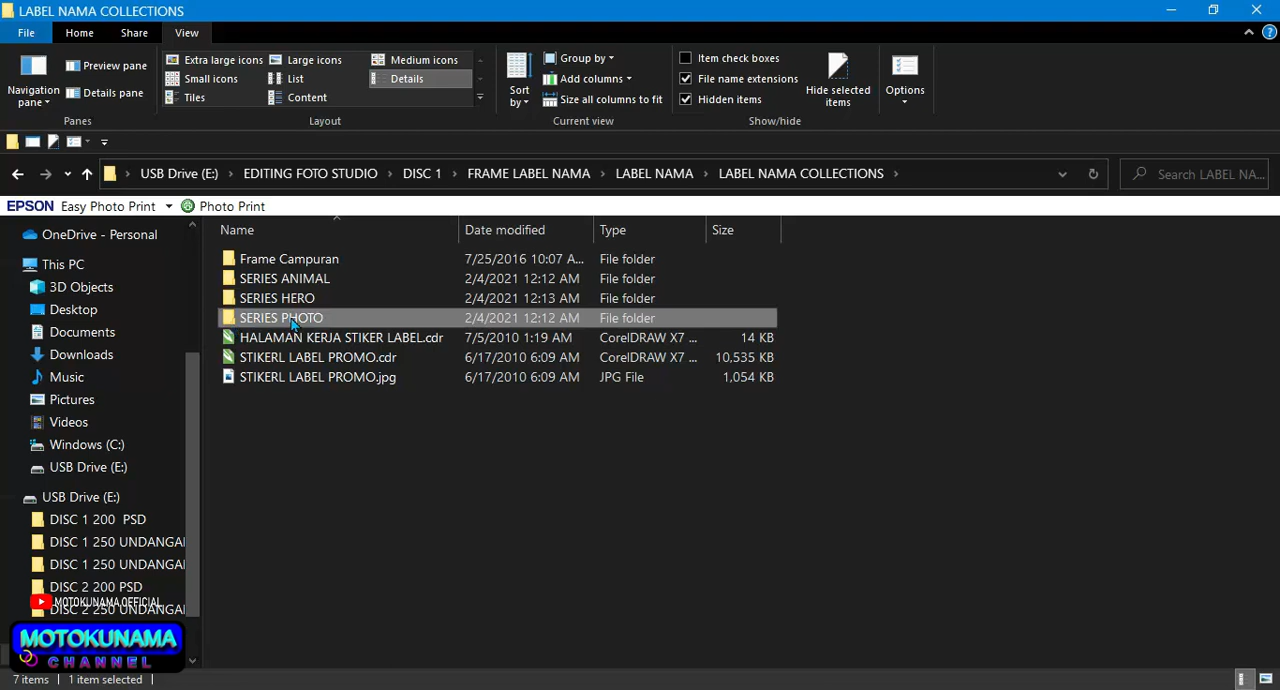 LABEL NAMA COLLECTIONS
File Home Share View
Extra large icons Large icons Medium icons
Small icons List Details
Tiles Content
Preview pane
Details pane
Navigation pane
Panes
Layout
Sort by
Group by
Add columns
Size all columns to fit
Current view
Item check boxes
File name extensions
Hidden items
Hide selected items
Show/hide
Options
USB Drive (E:) › EDITING FOTO STUDIO › DISC 1 › FRAME LABEL NAMA › LABEL NAMA › LABEL NAMA COLLECTIONS ›
Search LABEL NA...
EPSON Easy Photo Print Photo Print
OneDrive - Personal
This PC
3D Objects
Desktop
Documents
Downloads
Music
Pictures
Videos
Windows (C:)
USB Drive (E:)
USB Drive (E:)
DISC 1 200 PSD
DISC 1 250 UNDANGAI
DISC 1 250 UNDANGAI
DISC 2 200 PSD
DISC 2 250 UNDANGAI
MOTOKUNAMA OFFICIAL
MOTOKUNAMA
CHANNEL
Name Date modified Type Size
Frame Campuran 7/25/2016 10:07 A... File folder
SERIES ANIMAL 2/4/2021 12:12 AM File folder
SERIES HERO 2/4/2021 12:13 AM File folder
SERIES PHOTO 2/4/2021 12:12 AM File folder
HALAMAN KERJA STIKER LABEL.cdr 7/5/2010 1:19 AM CorelDRAW X7 ... 14 KB
STIKERL LABEL PROMO.cdr 6/17/2010 6:09 AM CorelDRAW X7 ... 10,535 KB
STIKERL LABEL PROMO.jpg 6/17/2010 6:09 AM JPG File 1,054 KB
7 items 1 item selected